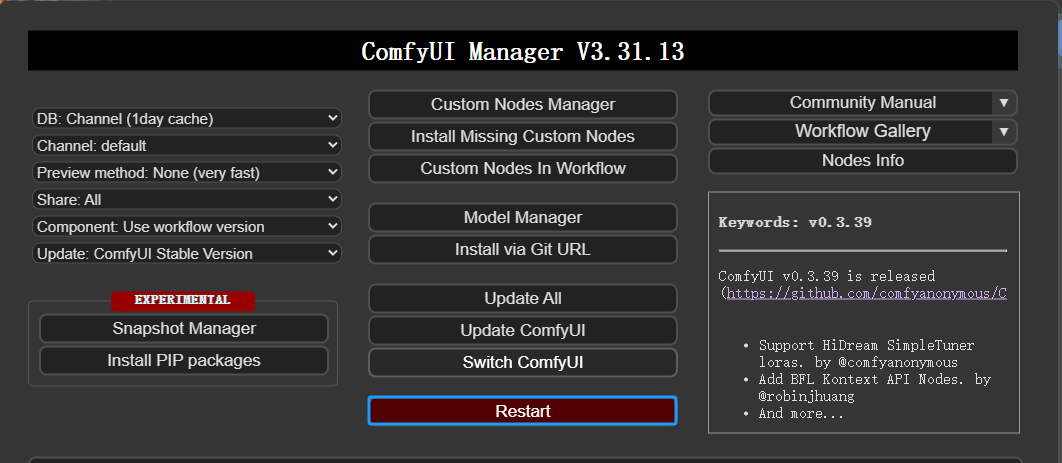 ComfyUI Manager V3.31.13
DB: Channel (1day cache)
Channel: default
Preview method: None (very fast)
Share: All
Component: Use workflow version
Update: ComfyUI Stable Version
EXPERIMENTAL
Snapshot Manager
Install PIP packages
Custom Nodes Manager
Install Missing Custom Nodes
Custom Nodes In Workflow
Model Manager
Install via Git URL
Update All
Update ComfyUI
Switch ComfyUI
Restart
Community Manual
Workflow Gallery
Nodes Info
Keywords: v0.3.39
ComfyUI v0.3.39 is released
(https://github.com/comfyanonymous/C
• Support HiDream SimpleTuner
loras. by @comfyanonymous
• Add BFL Kontext API Nodes. by
@robinjhuang
• And more...